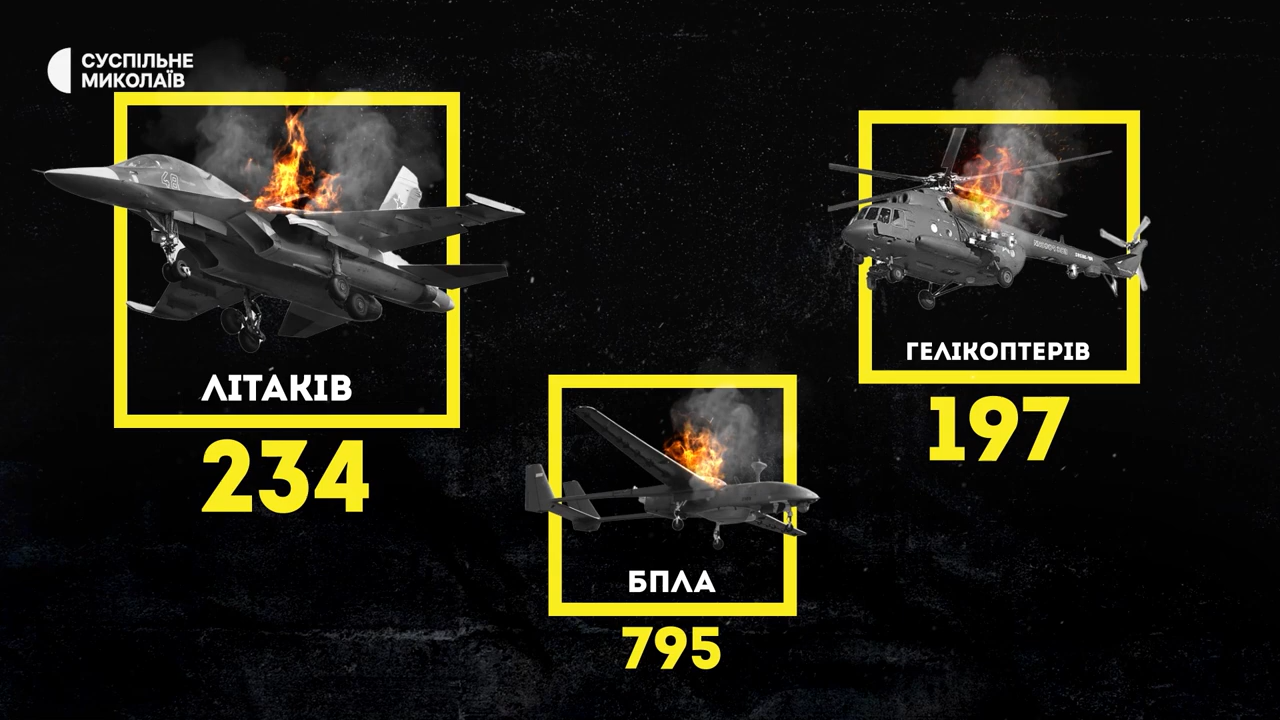 СУСПІЛЬНЕ
МИКОЛАЇВ
ЛІТАКІВ
234
ГЕЛІКОПТЕРІВ
197
БПЛА
795